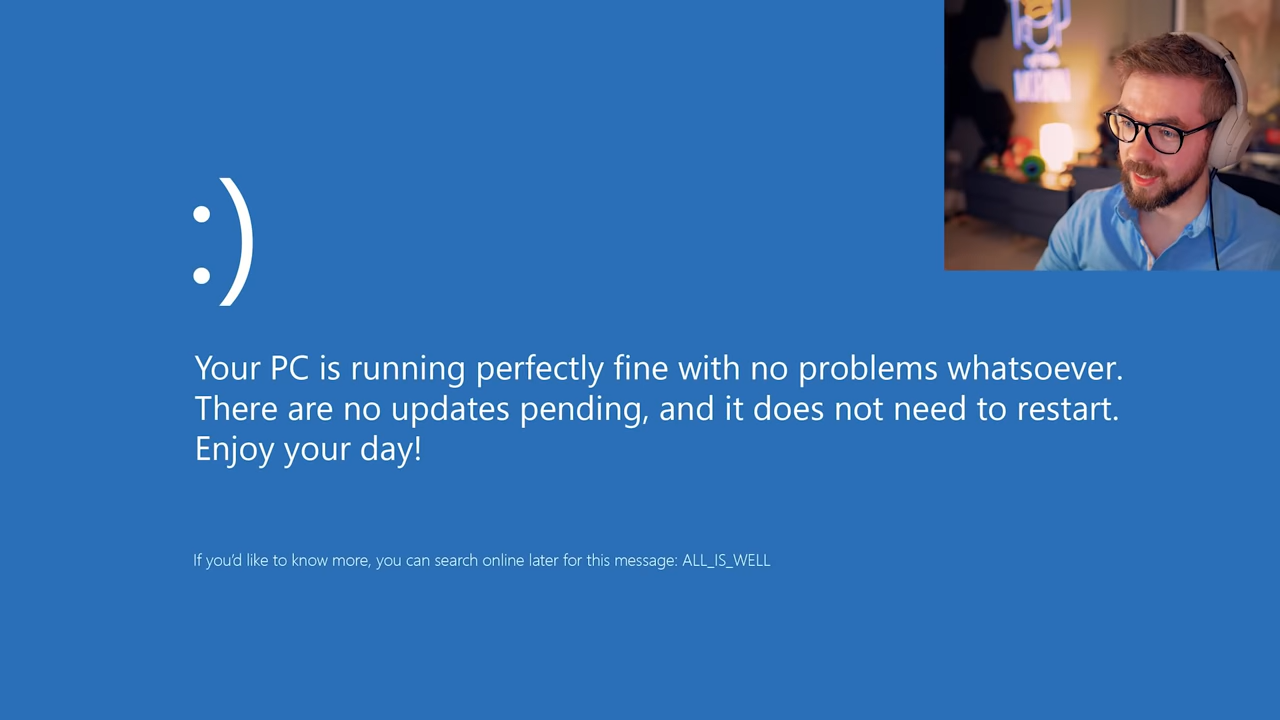 :)
Your PC is running perfectly fine with no problems whatsoever.
There are no updates pending, and it does not need to restart.
Enjoy your day!
If you'd like to know more, you can search online later for this message: ALL_IS_WELL